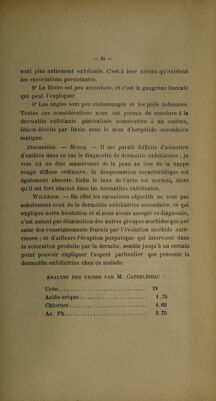 — 95 —
sont plus nettement exfoliants. C'est à leur niveau qu'existent
les excoriations persistantes.
5° La fièvre est peu accentuée, et c'est la gangrène buccale
qui peut l'expliquer.
6° Les ongles sont peu endommagés et les poils indemnes.
Toutes ces considérations nous ont permis de conclure à la
dermatite exfoliante généralisée consécutive à un eczéma,
lésion décrite par Bazin sous le nom d'herpétide secondaire
maligne.
Discussion. — Brocq. — Il me paraît difficile d'admettre
d'emblée dans ce cas le diagnostic de dermatite exfoliatrice ; je
vois ici un état mamelonné de la peau au lieu de la nappe
rouge diffuse ordinaire, la desquamation caractéristique est
également absente. Enfin le taux de l'urée est normal, alors
qu'il est fort abaissé dans les dermatites exfoliantes.
Wickham. — En effet les caractères objectifs ne sont pas
absolument ceux de la dermatite exfoliatrice secondaire, ce qui
explique notre hésitation et si nous avons accepté ce diagnostic,
c'est autant par élimination des autres groupes morbides que par
suite des renseignements fournis par l'évolution morbide anté-
rieure ; et d'ailleurs l'éruption purpurique qui intervient dans
la coloration produite par la dermite, semble jusqu'à un certain
point pouvoir expliquer l'aspect particulier que présente la
dermatite exfoliatrice chez ce malade.
Analyse des urines par M. Cathelineau :
Urée.............................. 21
Acide urique...................... 1.75
Chlorure.......................... 4.62
Ac. Ph............................ 2.75